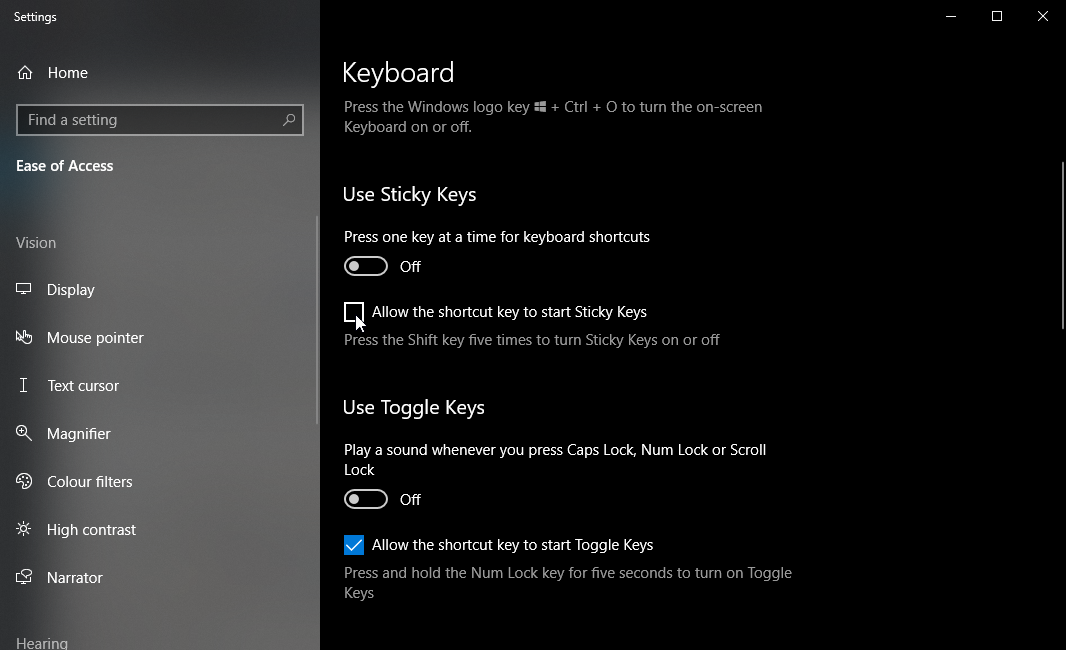 Settings
Home
Find a setting
Ease of Access
Vision
Display
Mouse pointer
Text cursor
Magnifier
Colour filters
High contrast
Narrator
Hearing
Keyboard
Press the Windows logo key + Ctrl + O to turn the on-screen
Keyboard on or off.
Use Sticky Keys
Press one key at a time for keyboard shortcuts
Off
Allow the shortcut key to start Sticky Keys
Press the Shift key five times to turn Sticky Keys on or off
Use Toggle Keys
Play a sound whenever you press Caps Lock, Num Lock or Scroll
Lock
Off
Allow the shortcut key to start Toggle Keys
Press and hold the Num Lock key for five seconds to turn on Toggle
Keys